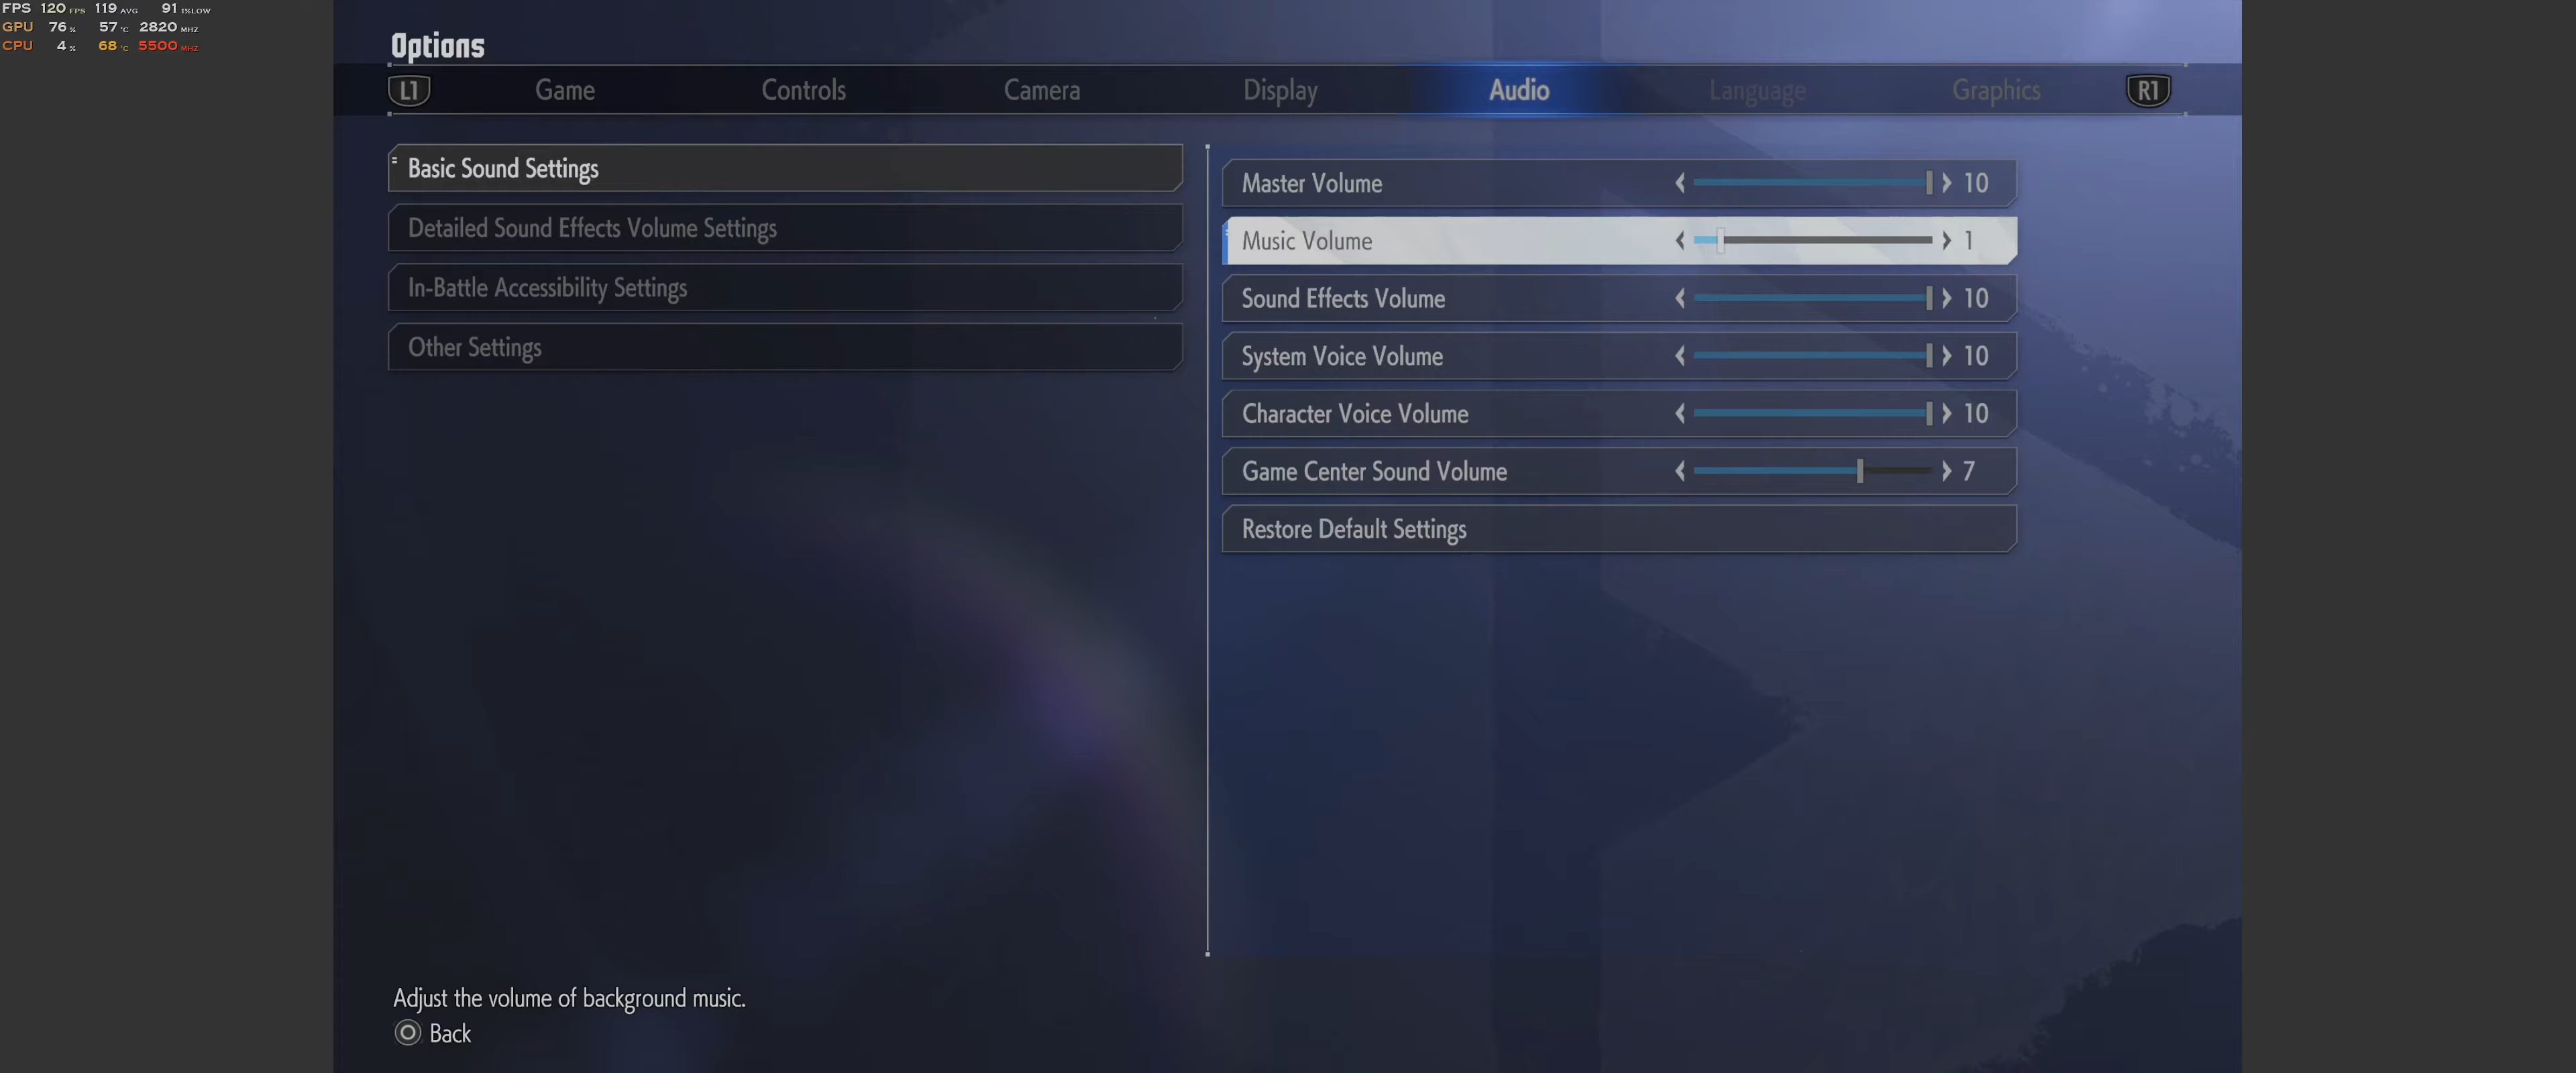 FPS 120 FPS 119 AVG 91 1%LOW
GPU 76 % 57 °C 2820 MHZ
CPU 4 % 68 °C 5500 MHZ
Options
L1 Game Controls Camera Display Audio Language Graphics R1
Basic Sound Settings
Detailed Sound Effects Volume Settings
In-Battle Accessibility Settings
Other Settings
Master Volume 10
Music Volume 1
Sound Effects Volume 10
System Voice Volume 10
Character Voice Volume 10
Game Center Sound Volume 7
Restore Default Settings
Adjust the volume of background music.
Back